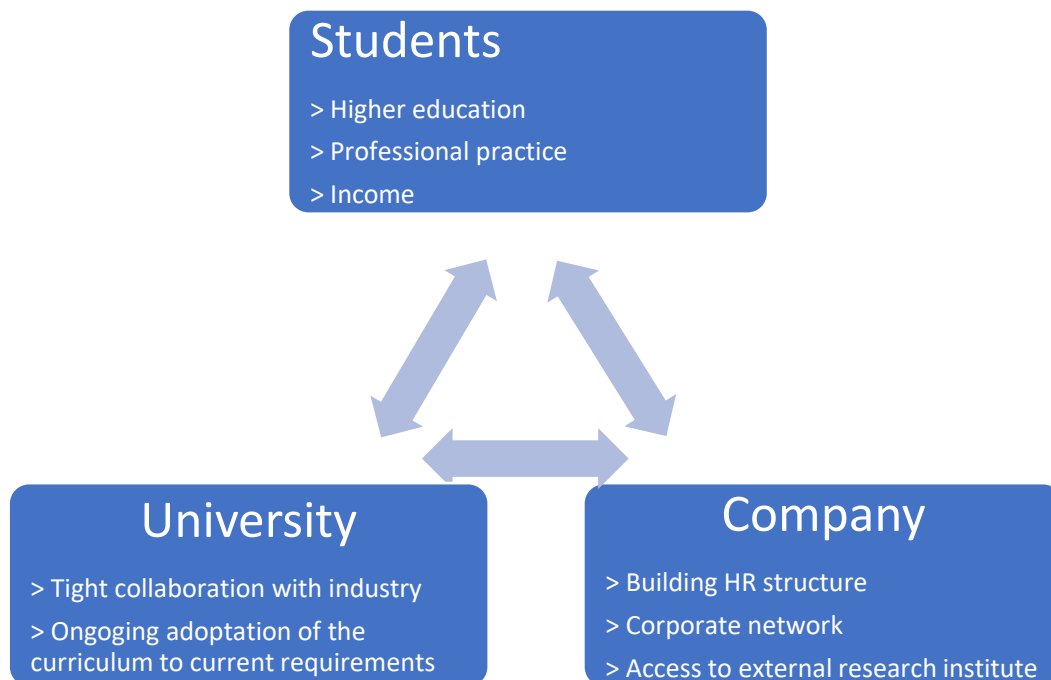 Students
> Higher education
> Professional practice
> Income
University
> Tight collaboration with industry
> Ongoging adoptation of the
curriculum to current requirements
Company
> Building HR structure
> Corporate network
> Access to external research institute